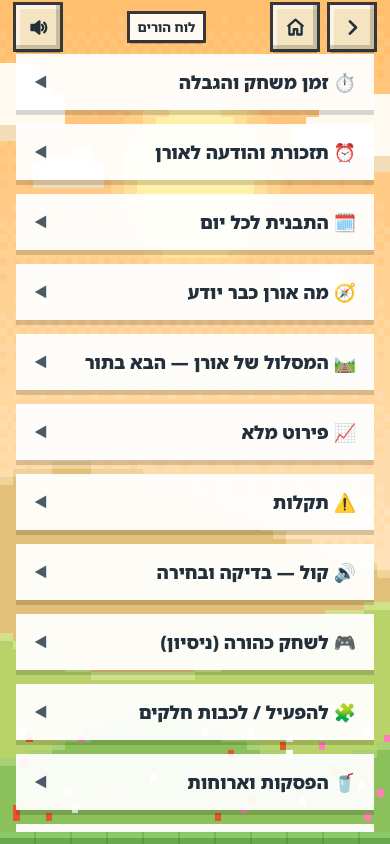 לוח הורים
זמן משחק והגבלה
תזכורת והודעה לאורן
התבנית לכל יום
מה אורן כבר יודע
המסלול של אורן — הבא בתור
פירוט מלא
תקלות
קול — בדיקה ובחירה
לשחק כהורה (ניסיון)
להפעיל / לכבות חלקים
הפסקות וארוחות